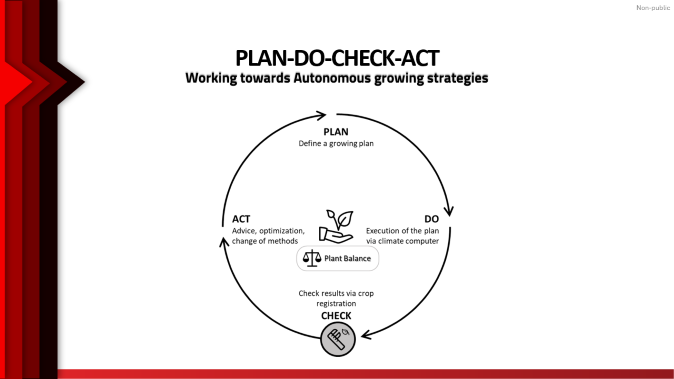 Non-public
PLAN-DO-CHECK-ACT
Working towards Autonomous growing strategies
PLAN
Define a growing plan
ACT
Advice, optimization,
change of methods
DO
Execution of the plan
via climate computer
Plant Balance
Check results via crop
registration
CHECK